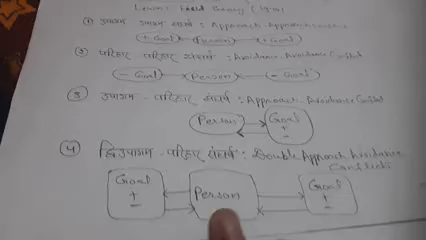 ① उपागम उपागम संघर्ष : Approach-Approach
+ Goal Person + Goal
② परिहार परिहार संघर्ष : Avoidance-Avoidance Conflict
- Goal Person - Goal
③ उपागम - परिहार संघर्ष : Approach-Avoidance Conflict
Person Goal
+
-
④ द्विउपागम-परिहार संघर्ष : Double Approach Avoidance
Conflict
Goal Person Goal
+ +
- -